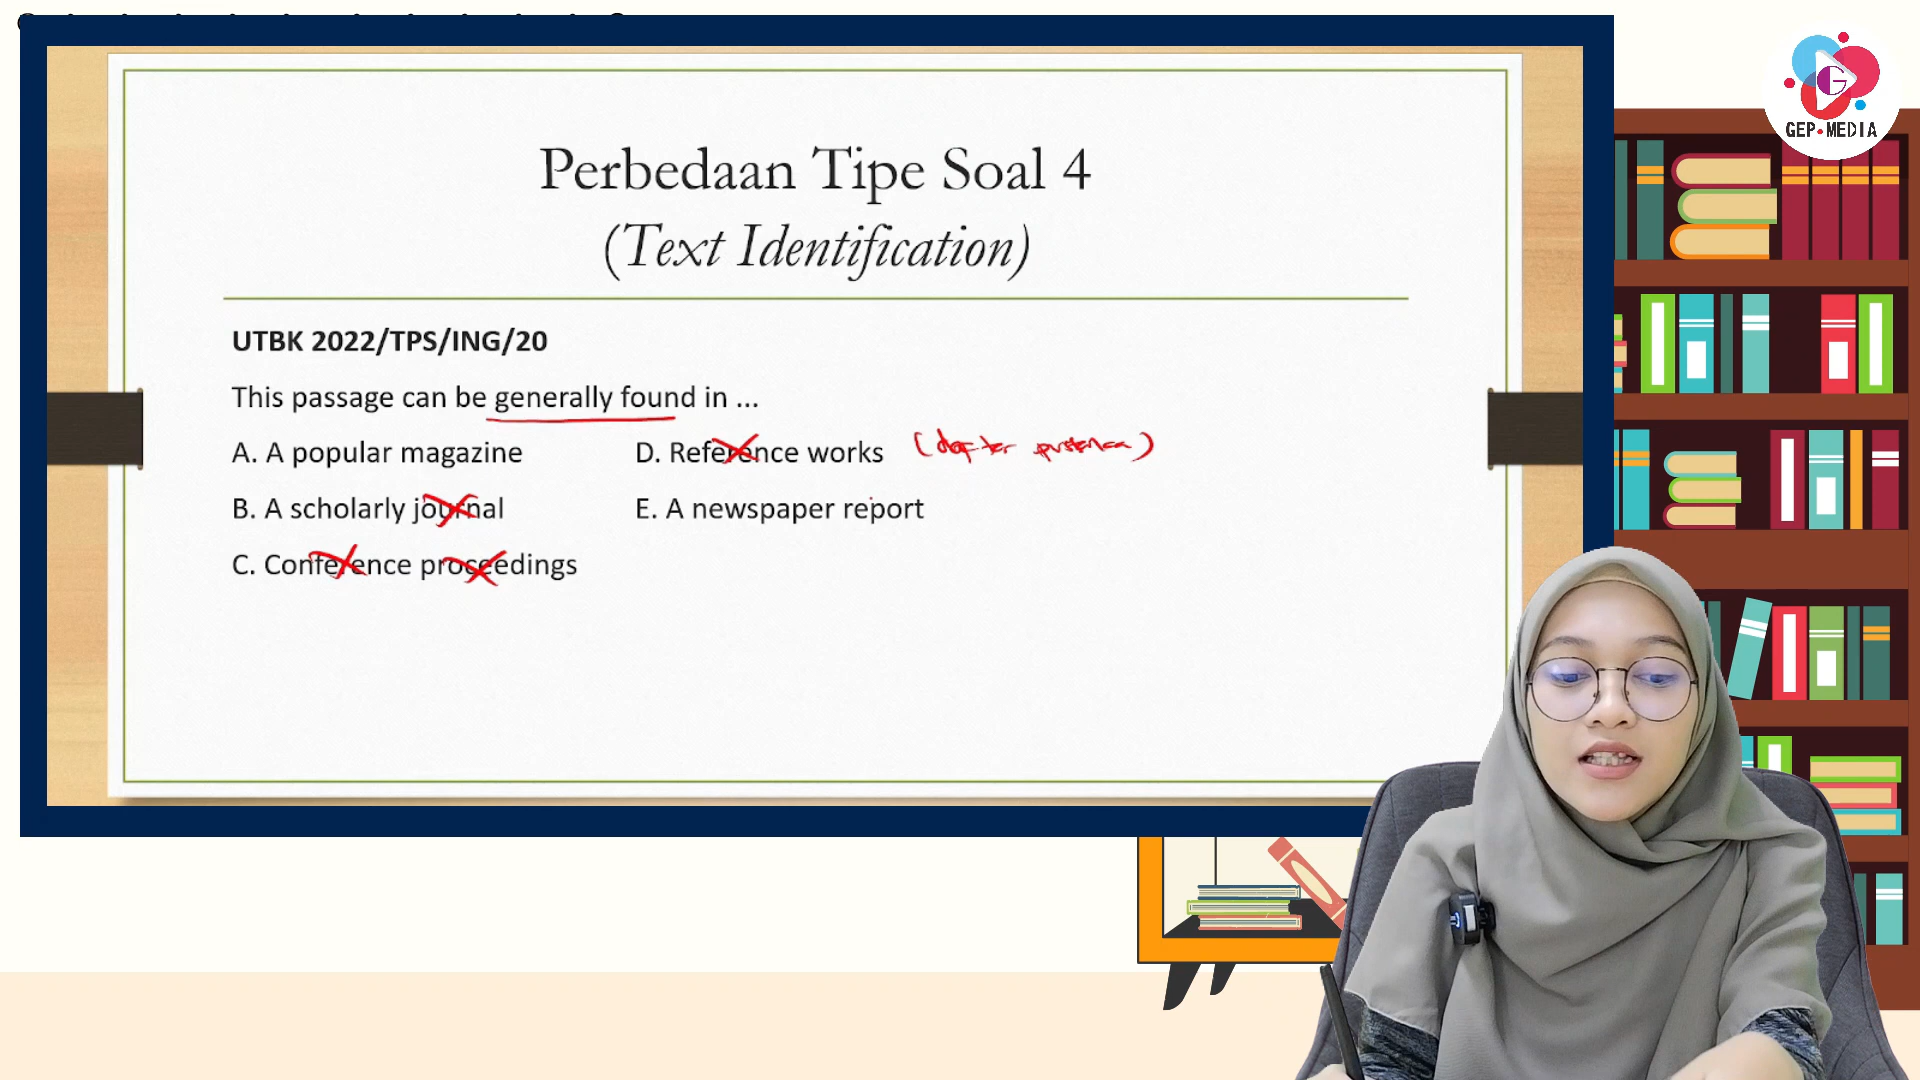 GEP•MEDIA
Perbedaan Tipe Soal 4
(Text Identification)
UTBK 2022/TPS/ING/20
This passage can be generally found in ...
A. A popular magazine
D. Reference works
B. A scholarly journal
E. A newspaper report
C. Conference proceedings